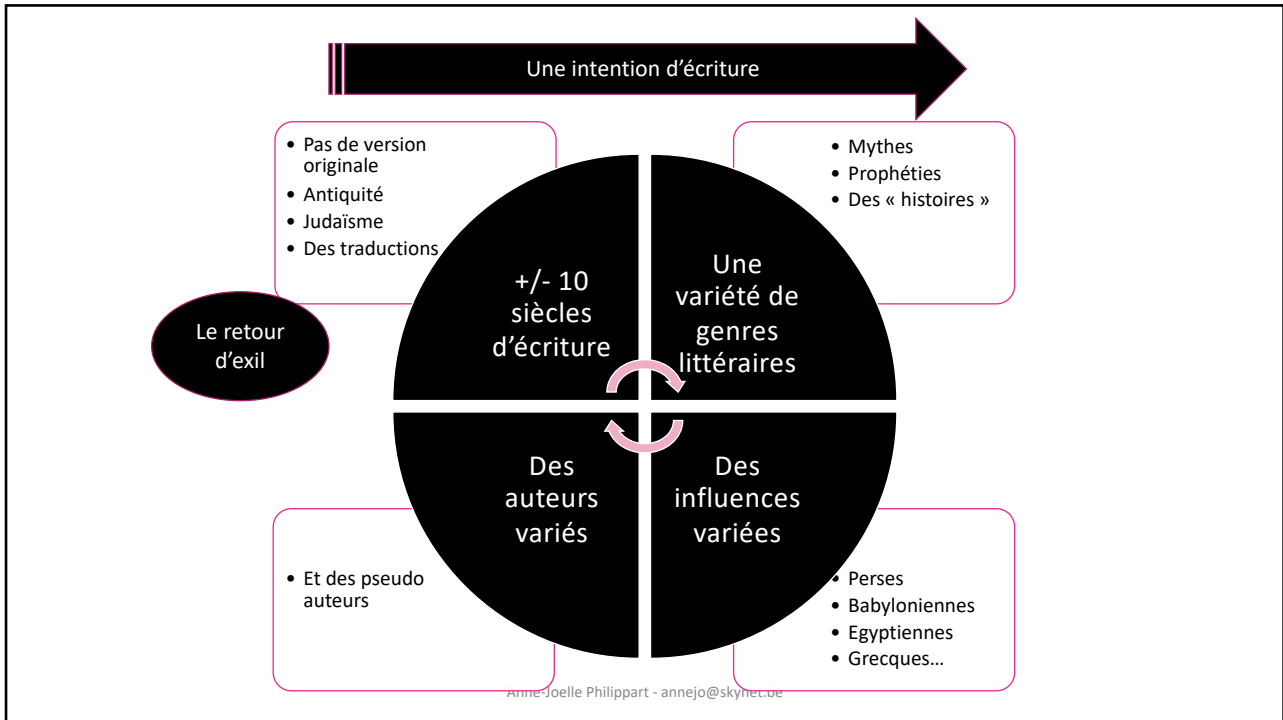 Une intention d’écriture
• Pas de version
originale
• Antiquité
• Judaïsme
• Des traductions
• Mythes
• Prophéties
• Des « histoires »
+/- 10
siècles
d’écriture
Une
variété de
genres
littéraires
Le retour
d’exil
Des
auteurs
variés
Des
influences
variées
• Et des pseudo
auteurs
• Perses
• Babyloniennes
• Egyptiennes
• Grecques…
Anne-Joelle Philippart - annejo@skynet.be